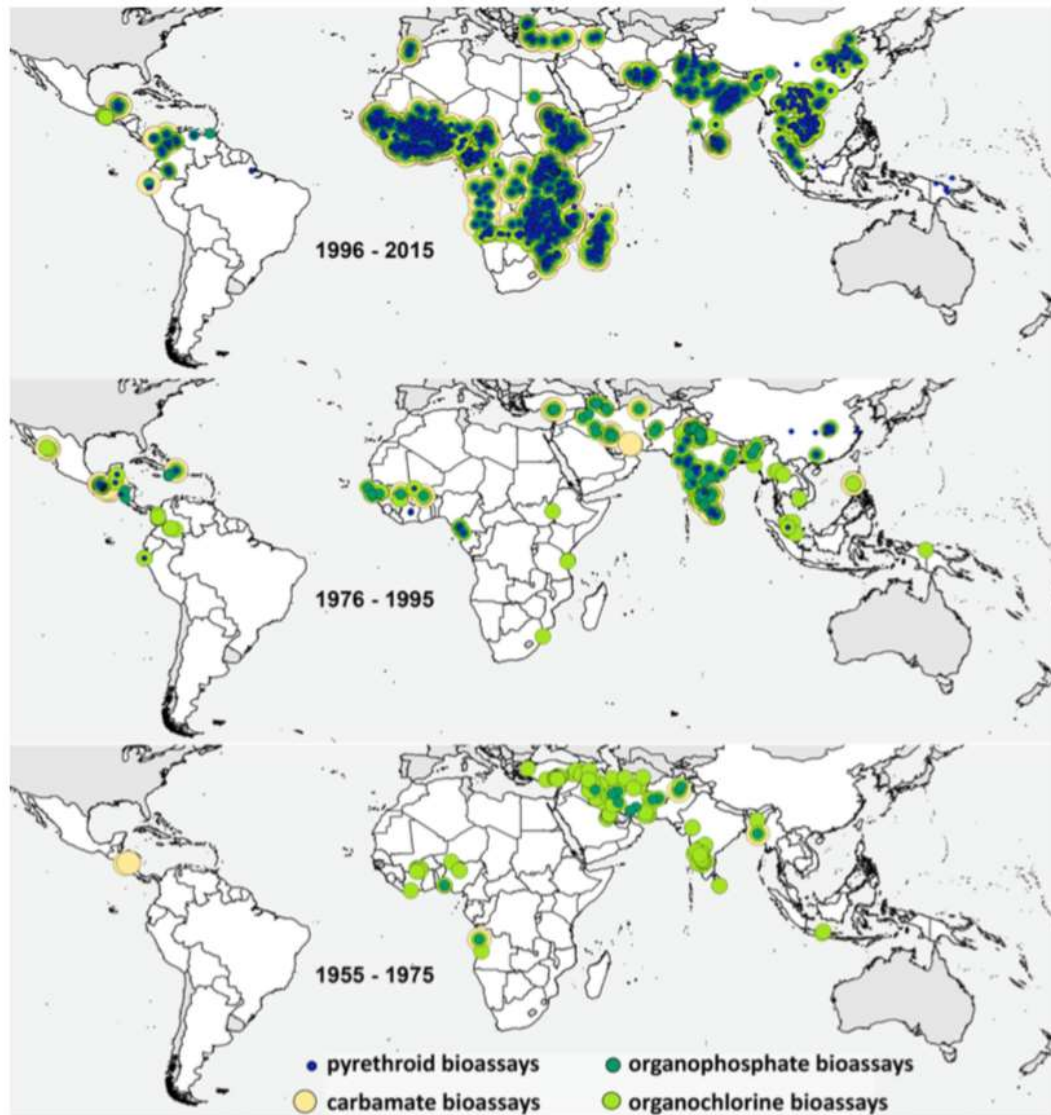 1996 - 2015
1976 - 1995
1955 - 1975
pyrethroid bioassays
organophosphate bioassays
carbamate bioassays
organochlorine bioassays